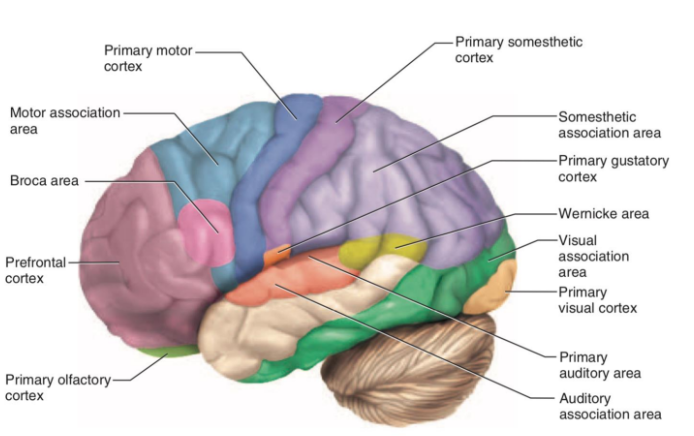 Primary motor
cortex
Primary somesthetic
cortex
Motor association
area
Somesthetic
association area
Primary gustatory
cortex
Broca area
Wernicke area
Visual
association
area
Prefrontal
cortex
Primary
visual cortex
Primary
auditory area
Primary olfactory
cortex
Auditory
association area